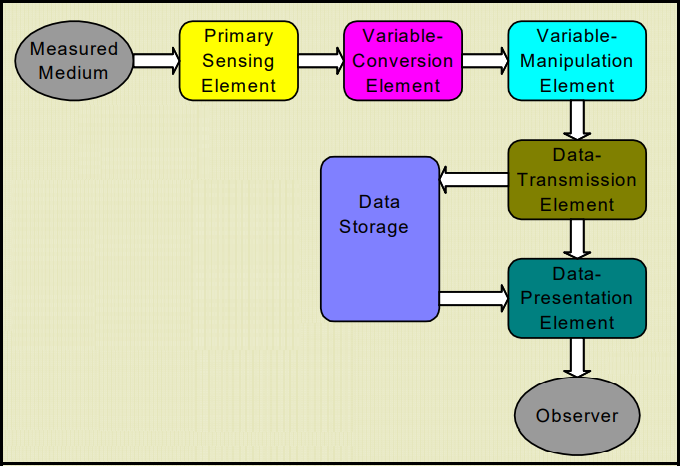 Measured
Medium
Primary
Sensing
Element
Variable-
Conversion
Element
Variable-
Manipulation
Element
Data-
Transmission
Element
Data
Storage
Data-
Presentation
Element
Observer